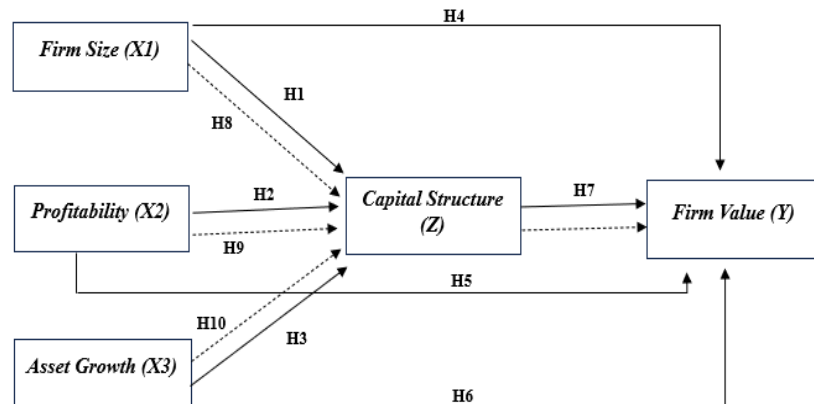 H4
Firm Size (X1)
H1
H8
Profitability (X2)
H2
H9
Capital Structure
(Z)
H7
Firm Value (Y)
H5
H10
H3
Asset Growth (X3)
H6